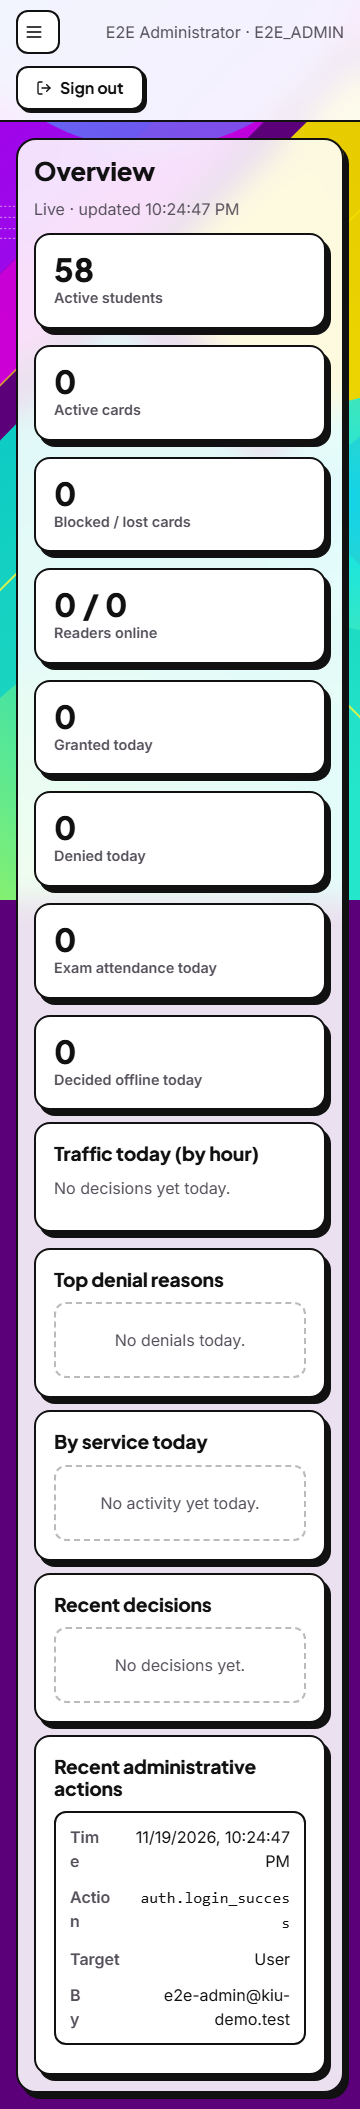 E2E Administrator · E2E_ADMIN
Sign out
Overview
Live · updated 10:24:47 PM
58
Active students
0
Active cards
0
Blocked / lost cards
0 / 0
Readers online
0
Granted today
0
Denied today
0
Exam attendance today
0
Decided offline today
Traffic today (by hour)
No decisions yet today.
Top denial reasons
No denials today.
By service today
No activity yet today.
Recent decisions
No decisions yet.
Recent administrative
actions
Tim 11/19/2026, 10:24:47
e PM
Actio auth.login_succes
n s
Target User
B e2e-admin@kiu-
y demo.test